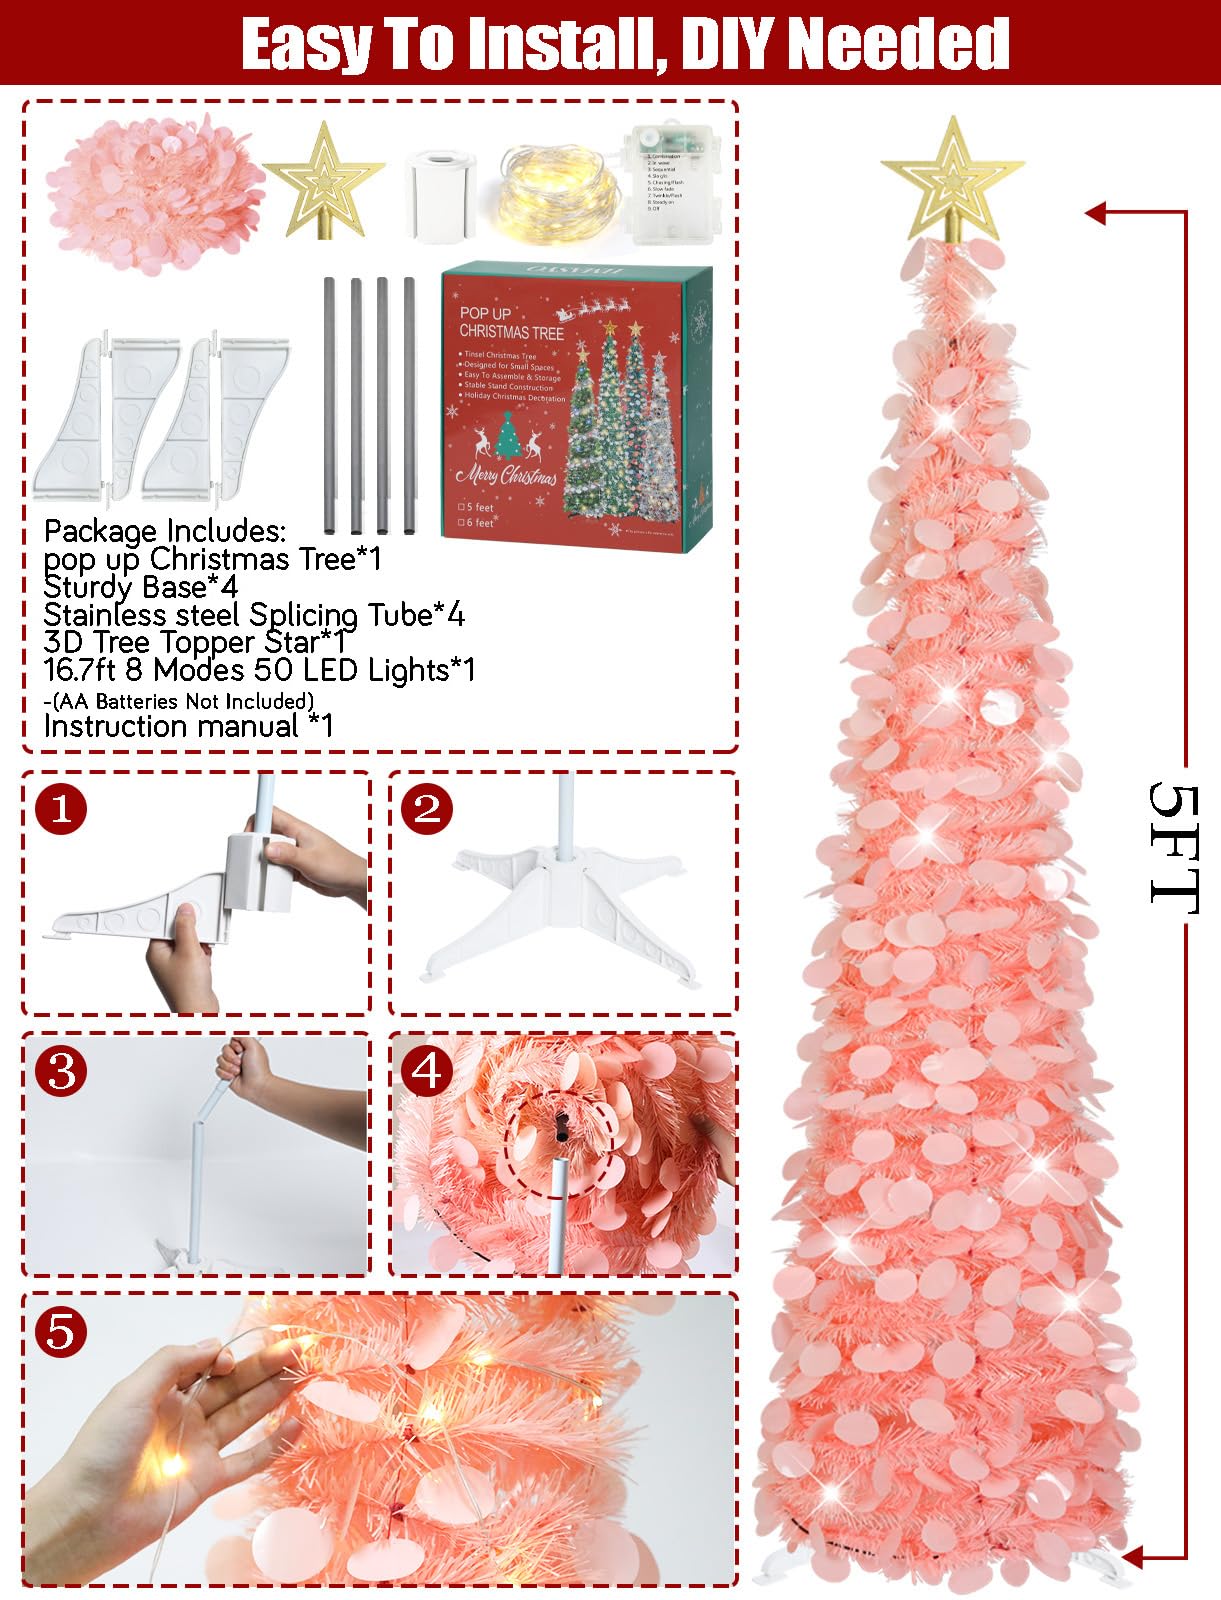 Easy To Install, DIY Needed
1.Combination
2.In wave
3.Sequential
4.Slo glo
5.Chasing/Flash
6.Slow fade
7.Twinkle/Flash
8.Steady on
9.Off
POP UP
CHRISTMAS TREE
• Tinsel Christmas Tree
• Designed for Small Spaces
• Easy To Assemble & Storage
• Stable Stand Construction
• Holiday Christmas Decoration
Merry Christmas
5 feet
6 feet
Package Includes:
pop up Christmas Tree*1
Sturdy Base*4
Stainless steel Splicing Tube*4
3D Tree Topper Star*1
16.7ft 8 Modes 50 LED Lights*1
-(AA Batteries Not Included)
Instruction manual *1
1
2
3
4
5
5FT